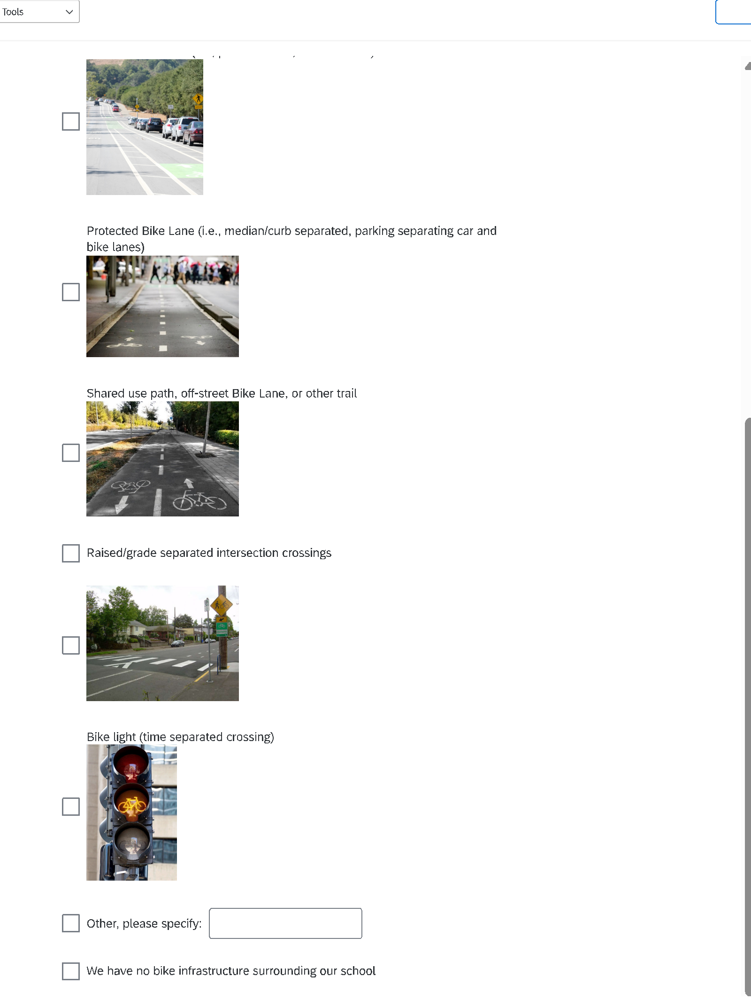 Tools
Protected Bike Lane (i.e., median/curb separated, parking separating car and
bike lanes)
Shared use path, off-street Bike Lane, or other trail
Raised/grade separated intersection crossings
Bike light (time separated crossing)
Other, please specify:
We have no bike infrastructure surrounding our school